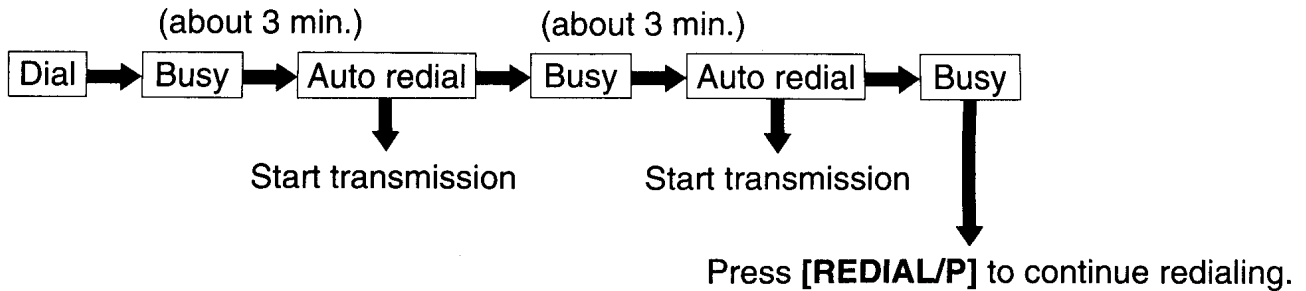 (about 3 min.) (about 3 min.)
Dial Busy Auto redial Busy Auto redial Busy
Start transmission Start transmission
Press [REDIAL/P] to continue redialing.